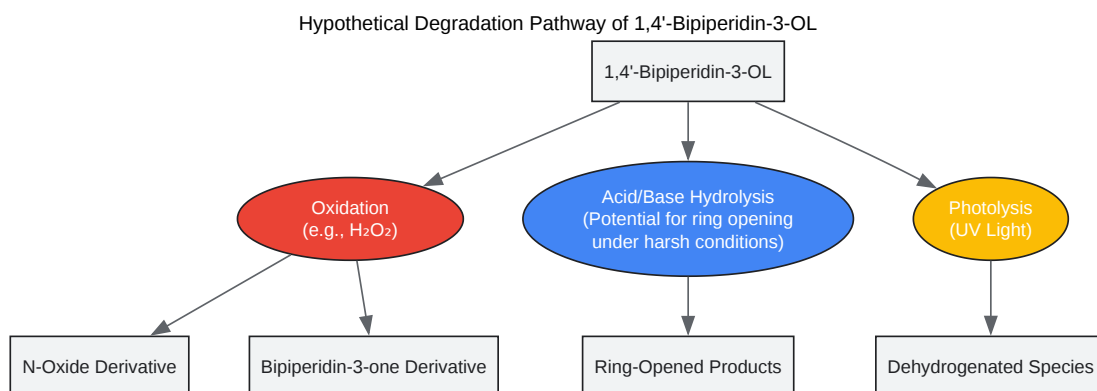 Hypothetical Degradation Pathway of 1,4'-Bipiperidin-3-OL
1,4'-Bipiperidin-3-OL
Oxidation
(e.g., H₂O₂)
Acid/Base Hydrolysis
(Potential for ring opening
under harsh conditions)
Photolysis
(UV Light)
N-Oxide Derivative
Bipiperidin-3-one Derivative
Ring-Opened Products
Dehydrogenated Species